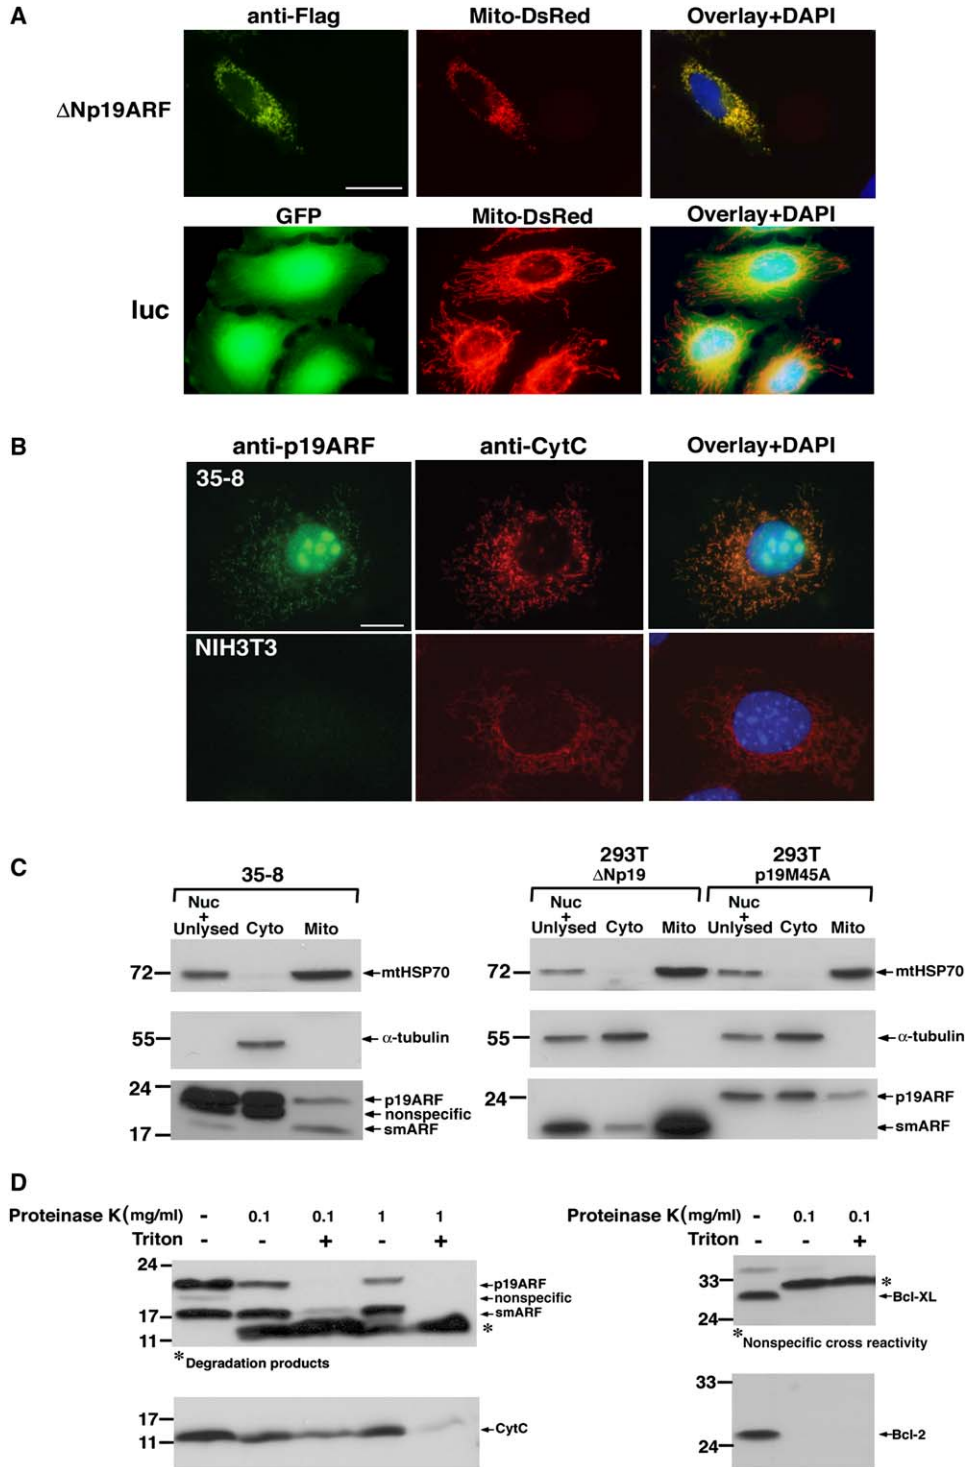 A
anti-Flag Mito-DsRed Overlay+DAPI
ΔNp19ARF
GFP Mito-DsRed Overlay+DAPI
luc
B
anti-p19ARF anti-CytC Overlay+DAPI
35-8
NIH3T3
C
35-8
Nuc
+
Unlysed Cyto Mito
72 mtHSP70
55 α-tubulin
24 p19ARF
nonspecific
17 smARF
293T 293T
ΔNp19 p19M45A
Nuc Nuc
+ +
Unlysed Cyto Mito Unlysed Cyto Mito
72 mtHSP70
55 α-tubulin
24 p19ARF
smARF
D
Proteinase K(mg/ml) - 0.1 0.1 1 1
Triton - - + - +
24
p19ARF
nonspecific
17 smARF
11 *
*Degradation products
17 CytC
11
Proteinase K(mg/ml) - 0.1 0.1
Triton - - +
33 *
Bcl-XL
24
*Nonspecific cross reactivity
33
Bcl-2
24